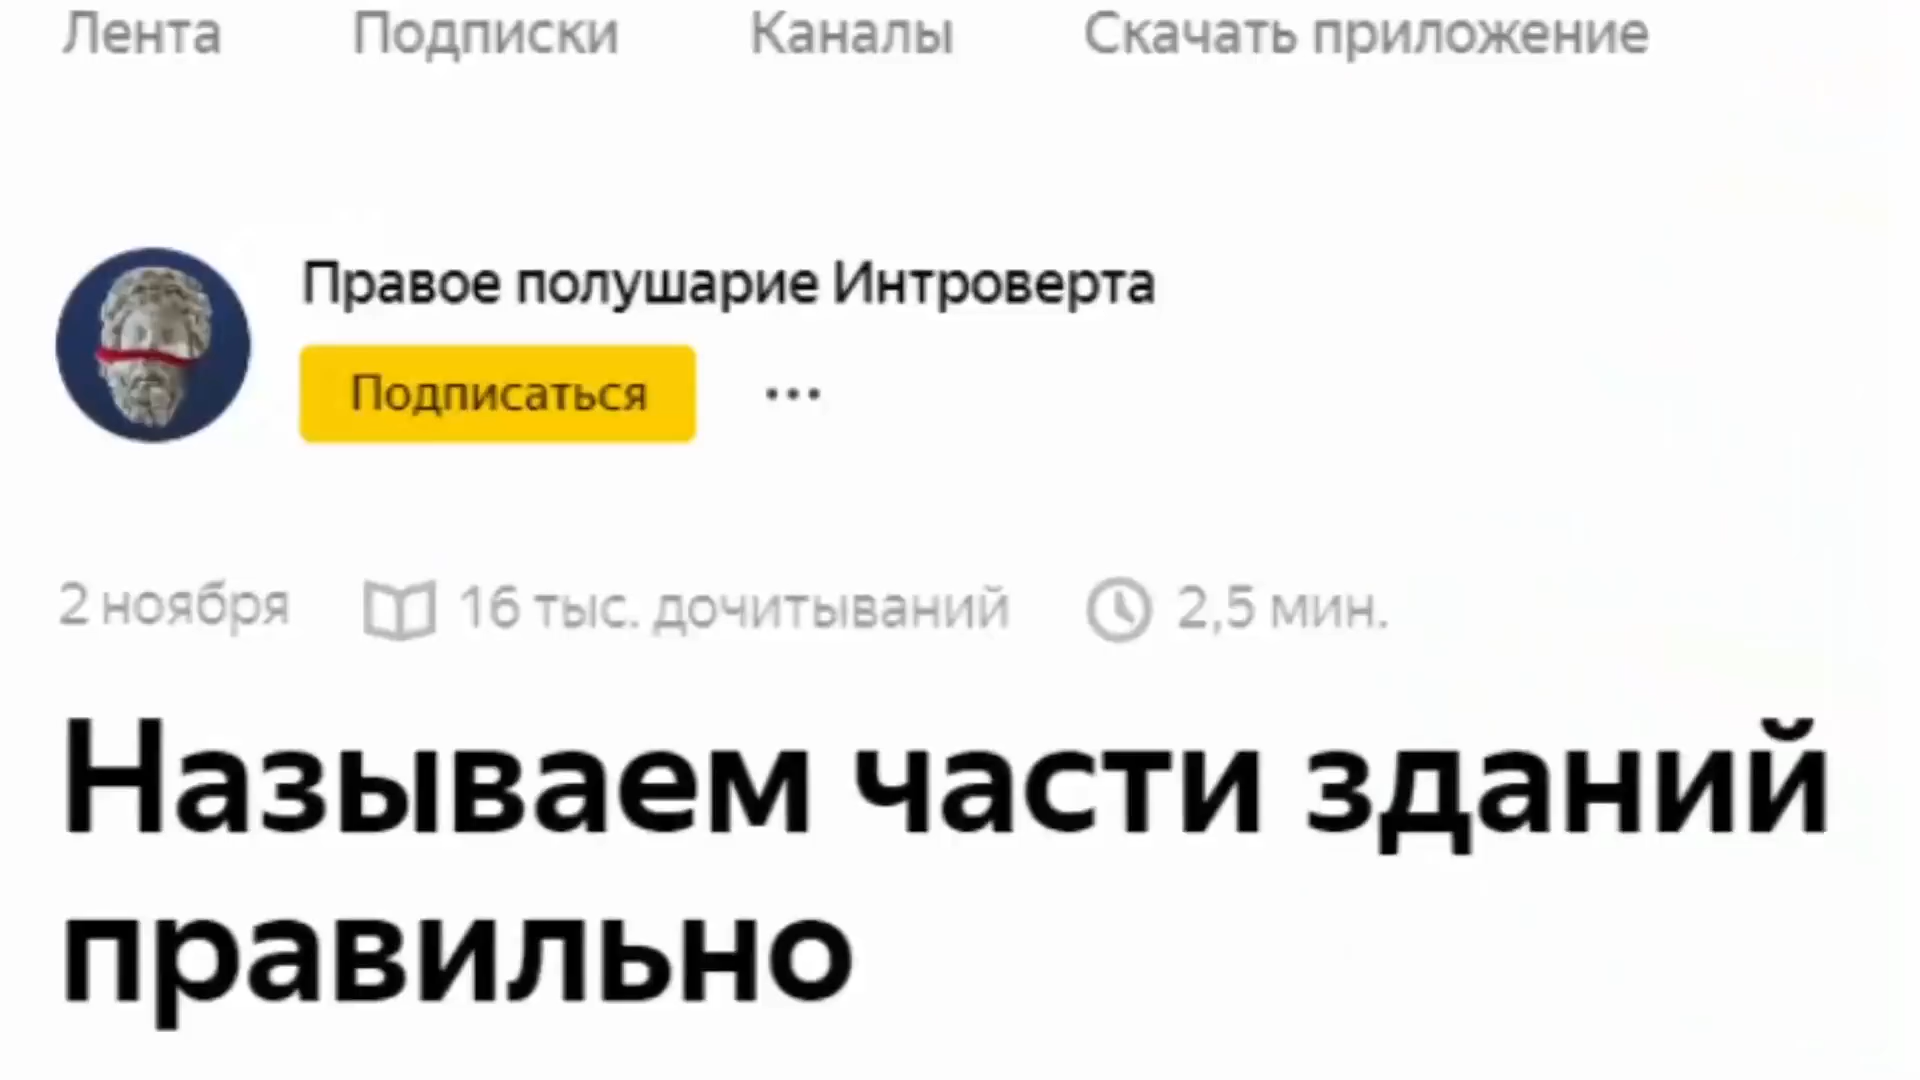 Лента Подписки Каналы Скачать приложение
Правое полушарие Интроверта
Подписаться ...
2 ноября 16 тыс. дочитываний 2,5 мин.
Называем части зданий
правильно